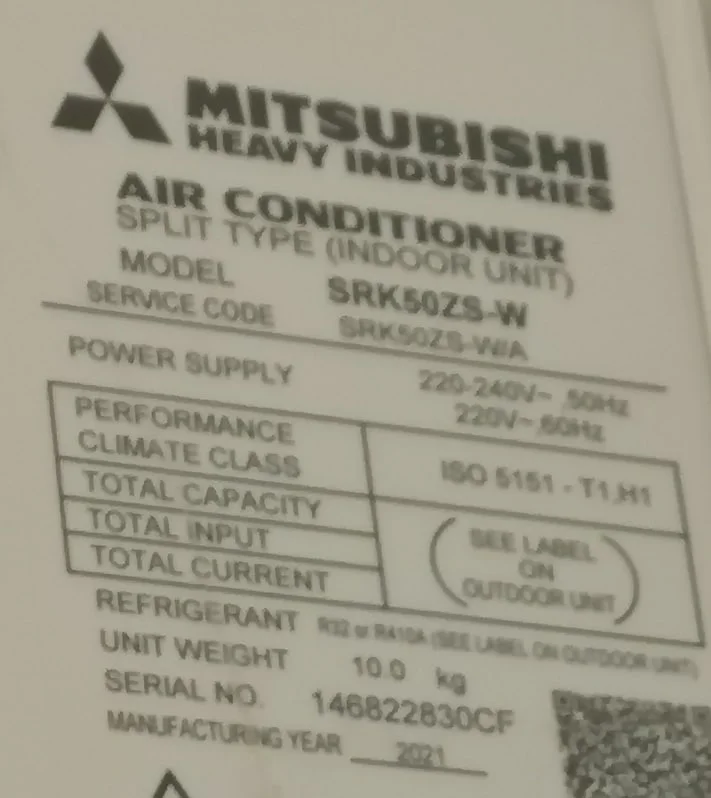 MITSUBISHI
HEAVY INDUSTRIES
AIR CONDITIONER
SPLIT TYPE (INDOOR UNIT)
MODEL SRK50ZS-W
SERVICE CODE SRK50ZS-W/A
POWER SUPPLY 220-240V~ ,50Hz
220V~,60Hz
PERFORMANCE
CLIMATE CLASS ISO 5151 - T1,H1
TOTAL CAPACITY
TOTAL INPUT
TOTAL CURRENT
(SEE LABEL
ON
OUTDOOR UNIT)
REFRIGERANT R32 or R410A (SEE LABEL ON OUTDOOR UNIT)
UNIT WEIGHT 10.0 kg
SERIAL NO. 146822830CF
MANUFACTURING YEAR 2021